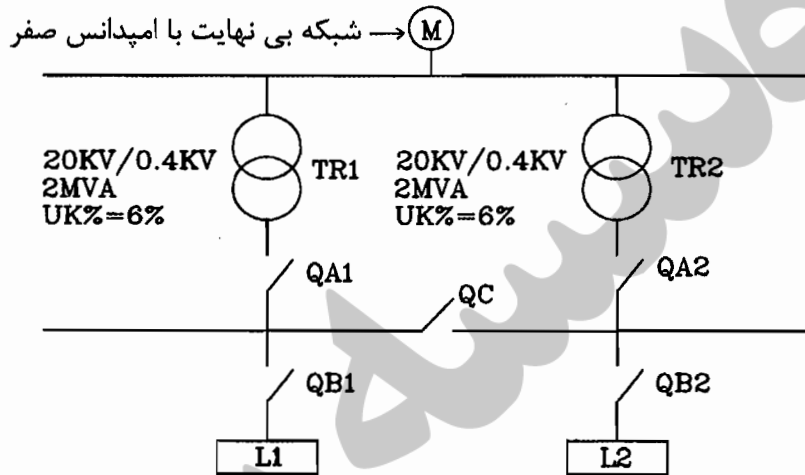 شبکه بی نهایت با امپدانس صفر
M
20KV/0.4KV
2MVA
UK%=6%
TR1
20KV/0.4KV
2MVA
UK%=6%
TR2
QA1
QC
QA2
QB1
QB2
L1
L2